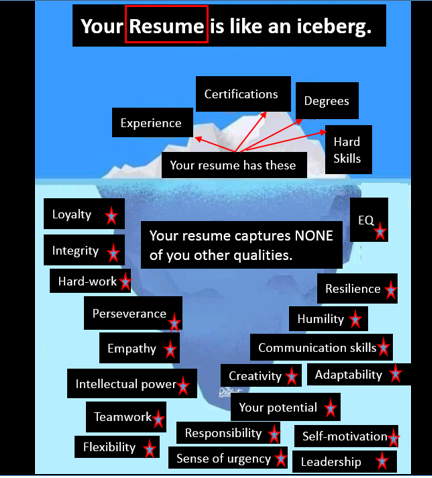 Your Resume is like an iceberg.
Certifications
Degrees
Experience
Hard
Skills
Your resume has these
Loyalty
EQ
Your resume captures NONE
of you other qualities.
Integrity
Hard-work
Resilience
Perseverance
Humility
Empathy
Communication skills
Creativity
Adaptability
Intellectual power
Your potential
Teamwork
Responsibility
Self-motivation
Flexibility
Sense of urgency
Leadership